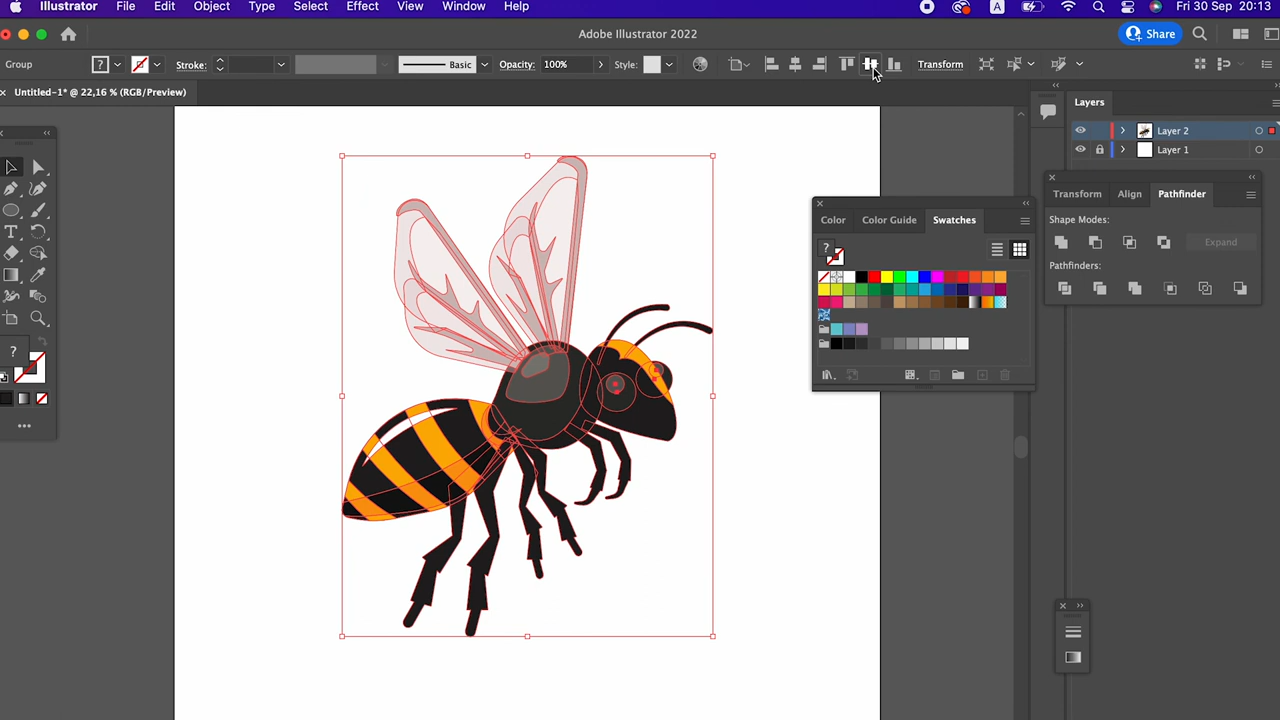 Illustrator File Edit Object Type Select Effect View Window Help A Fri 30 Sep 20:13
Adobe Illustrator 2022 Share
Group ? Stroke: Basic Opacity: 100% Style: Transform
Untitled-1* @ 22,16 % (RGB/Preview)
Layers
Layer 2
Layer 1
Transform Align Pathfinder
Shape Modes:
Expand
Pathfinders:
Color Color Guide Swatches
?
T
?